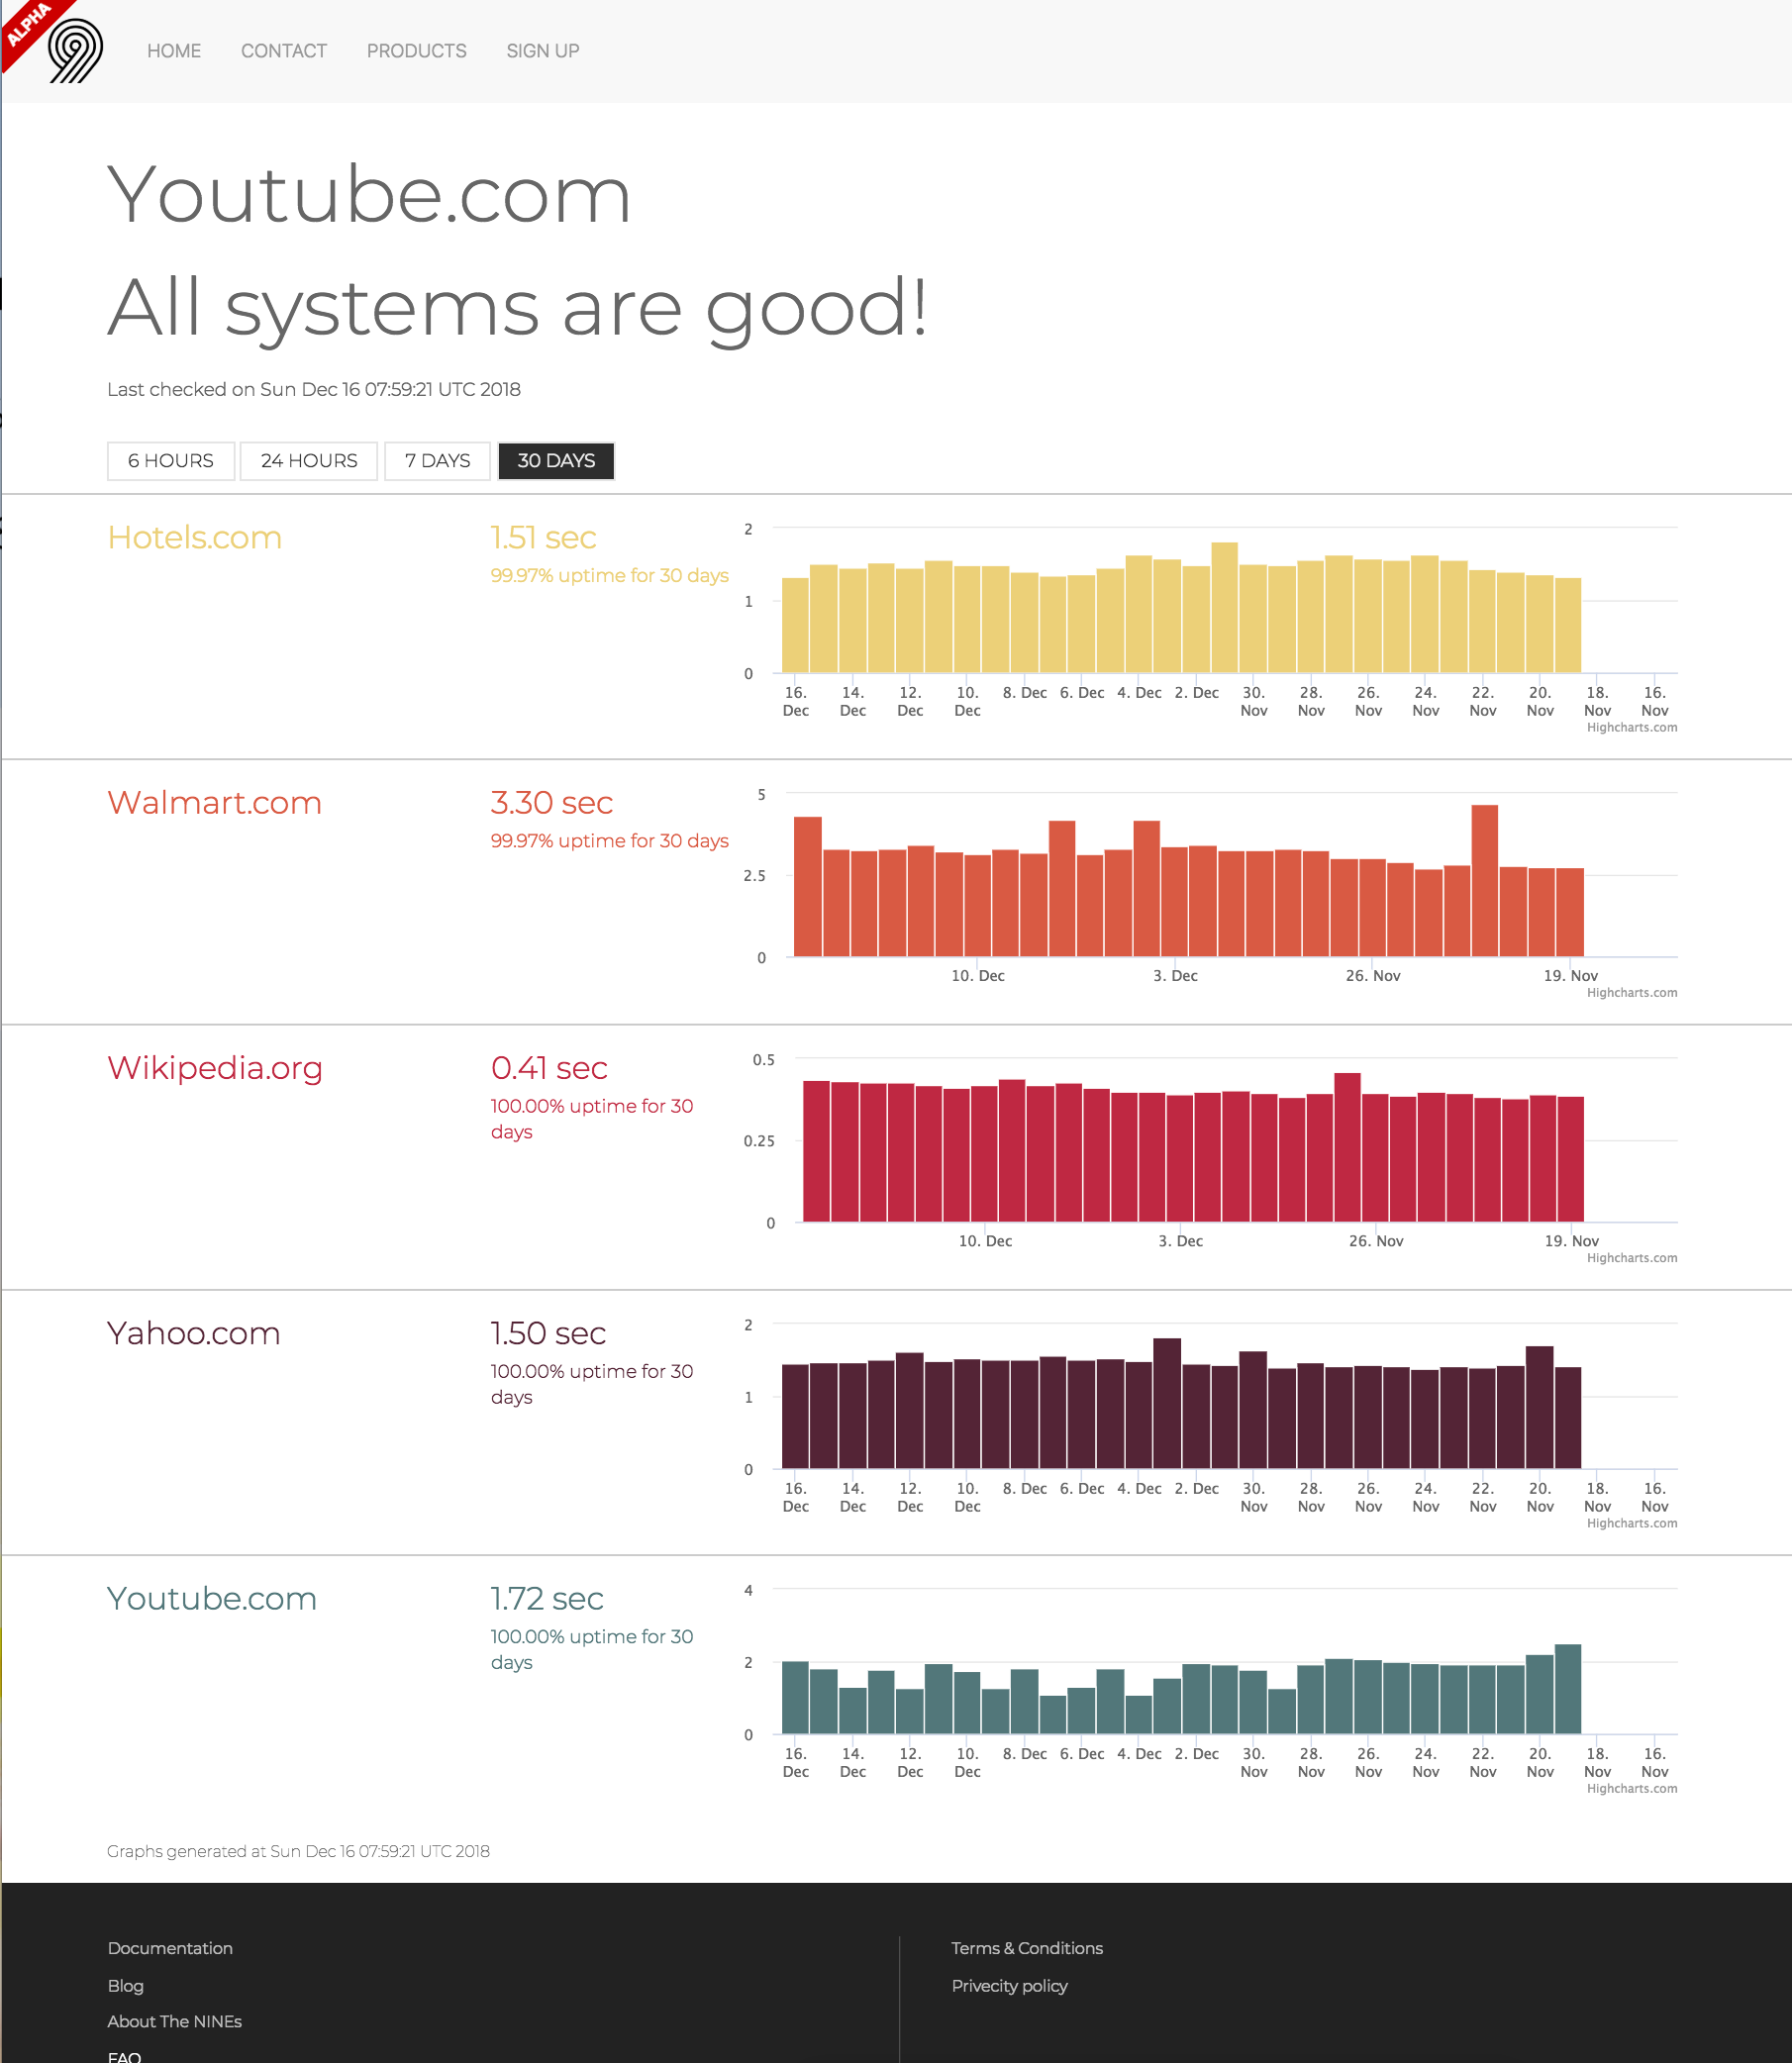 ALPHA
HOME CONTACT PRODUCTS SIGN UP
Youtube.com
All systems are good!
Last checked on Sun Dec 16 07:59:21 UTC 2018
6 HOURS 24 HOURS 7 DAYS 30 DAYS
Hotels.com
1.51 sec
99.97% uptime for 30 days
2
1
0
16. 14. 12. 10. 8. Dec 6. Dec 4. Dec 2. Dec 30. 28. 26. 24. 22. 20. 18. 16.
Dec Dec Dec Dec Nov Nov Nov Nov Nov Nov Nov Nov
Highcharts.com
Walmart.com
3.30 sec
99.97% uptime for 30 days
5
2.5
0
10. Dec 3. Dec 26. Nov 19. Nov
Highcharts.com
Wikipedia.org
0.41 sec
100.00% uptime for 30
days
0.5
0.25
0
10. Dec 3. Dec 26. Nov 19. Nov
Highcharts.com
Yahoo.com
1.50 sec
100.00% uptime for 30
days
2
1
0
16. 14. 12. 10. 8. Dec 6. Dec 4. Dec 2. Dec 30. 28. 26. 24. 22. 20. 18. 16.
Dec Dec Dec Dec Nov Nov Nov Nov Nov Nov Nov Nov
Highcharts.com
Youtube.com
1.72 sec
100.00% uptime for 30
days
4
2
0
16. 14. 12. 10. 8. Dec 6. Dec 4. Dec 2. Dec 30. 28. 26. 24. 22. 20. 18. 16.
Dec Dec Dec Dec Nov Nov Nov Nov Nov Nov Nov Nov
Highcharts.com
Graphs generated at Sun Dec 16 07:59:21 UTC 2018
Documentation
Blog
About The NINEs
FAQ
Terms & Conditions
Privecity policy